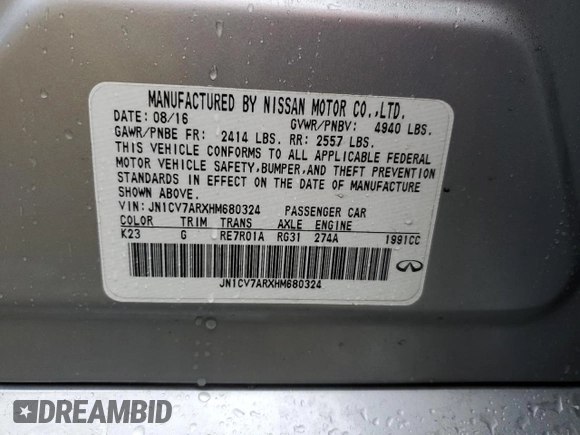 MANUFACTURED BY NISSAN MOTOR CO.,LTD.
DATE: 08/16 GVWR/PNBV: 4940 LBS.
GAWR/PNBE FR: 2414 LBS. RR: 2557 LBS.
THIS VEHICLE CONFORMS TO ALL APPLICABLE FEDERAL
MOTOR VEHICLE SAFETY,BUMPER,AND THEFT PREVENTION
STANDARDS IN EFFECT ON THE DATE OF MANUFACTURE
SHOWN ABOVE.
VIN: JN1CV7ARXHM680324 PASSENGER CAR
COLOR TRIM TRANS AXLE ENGINE
K23 G RE7R01A RG31 274A 1991CC
JN1CV7ARXHM680324
DREAMBID